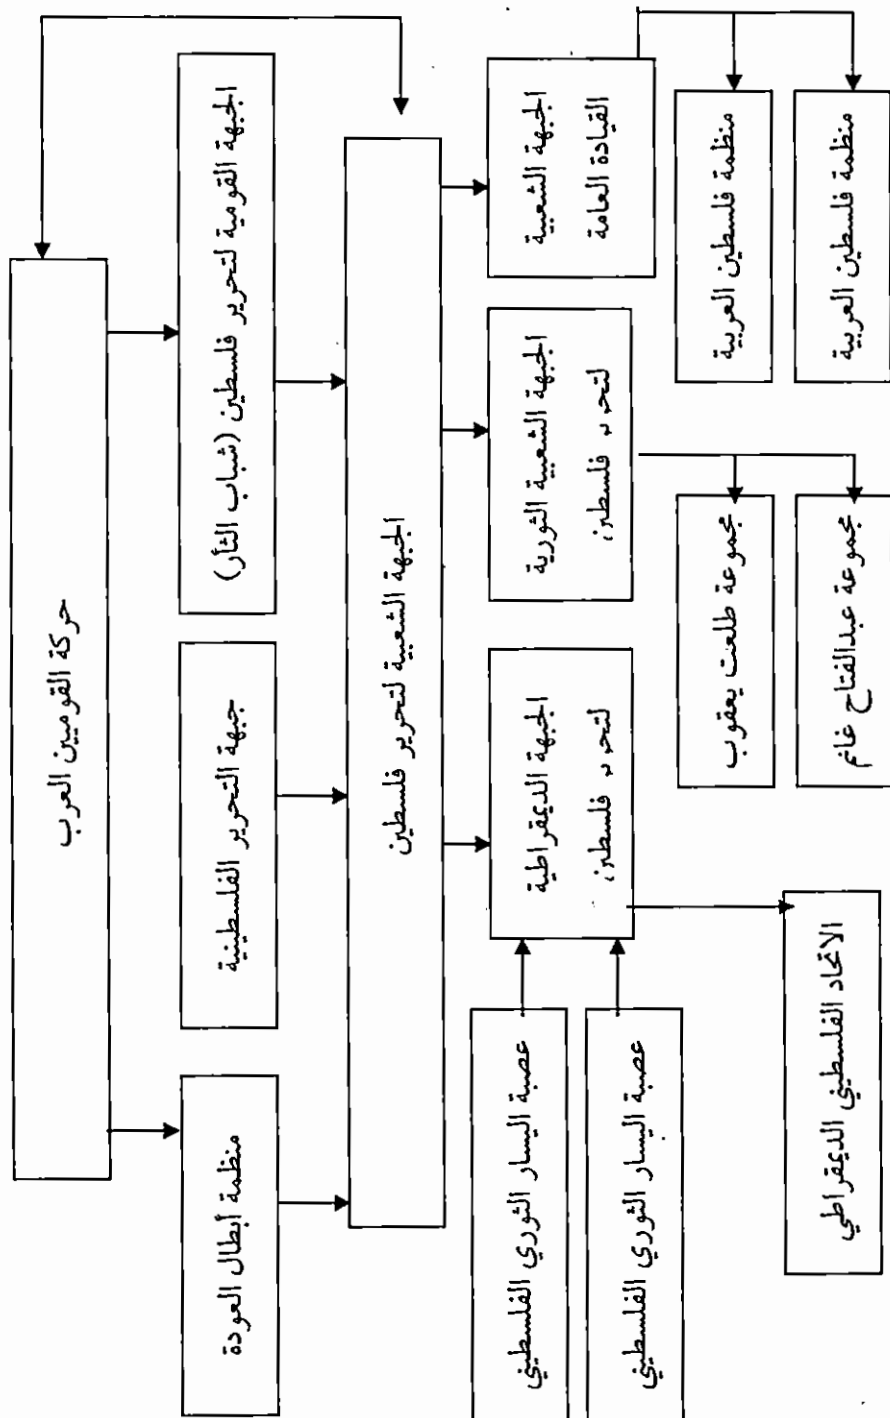 حركة القوميين العرب
الجبهة القومية لتحرير فلسطين (شباب الثأر)
جبهة التحرير الفلسطينية
منظمة أبطال العودة
الجبهة الشعبية لتحرير فلسطين
الجبهة الشعبية
القيادة العامة
الجبهة الشعبية الثورية
لتحرير فلسطين
الجبهة الديمقراطية
لتحرير فلسطين
منظمة فلسطين العربية
منظمة فلسطين العربية
مجموعة طلعت يعقوب
مجموعة عبدالفتاح غانم
عصبة اليسار الثوري الفلسطيني
عصبة اليسار الثوري الفلسطيني
الاتحاد الفلسطيني الديمقراطي